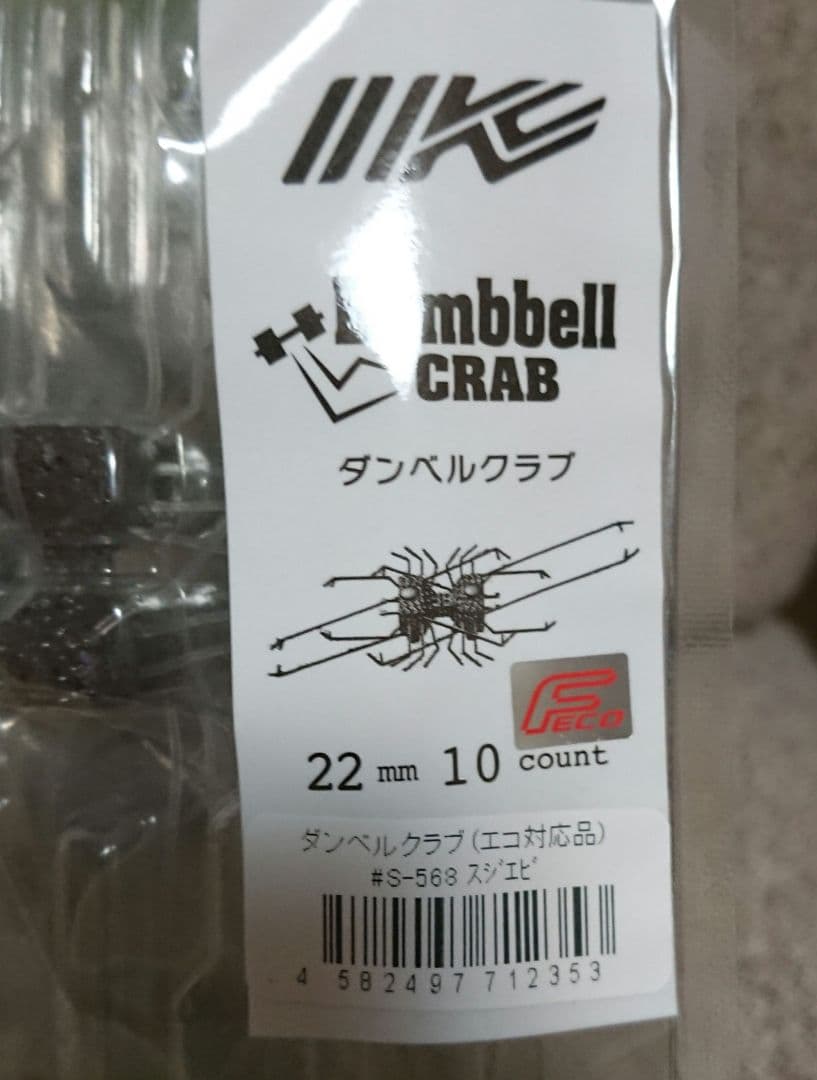 Dumbbell
CRAB
ダンベルクラブ
FECO
22 mm 10 count
ダンベルクラブ(エコ対応品)
#S-568 スジエビ
4 582497 712353